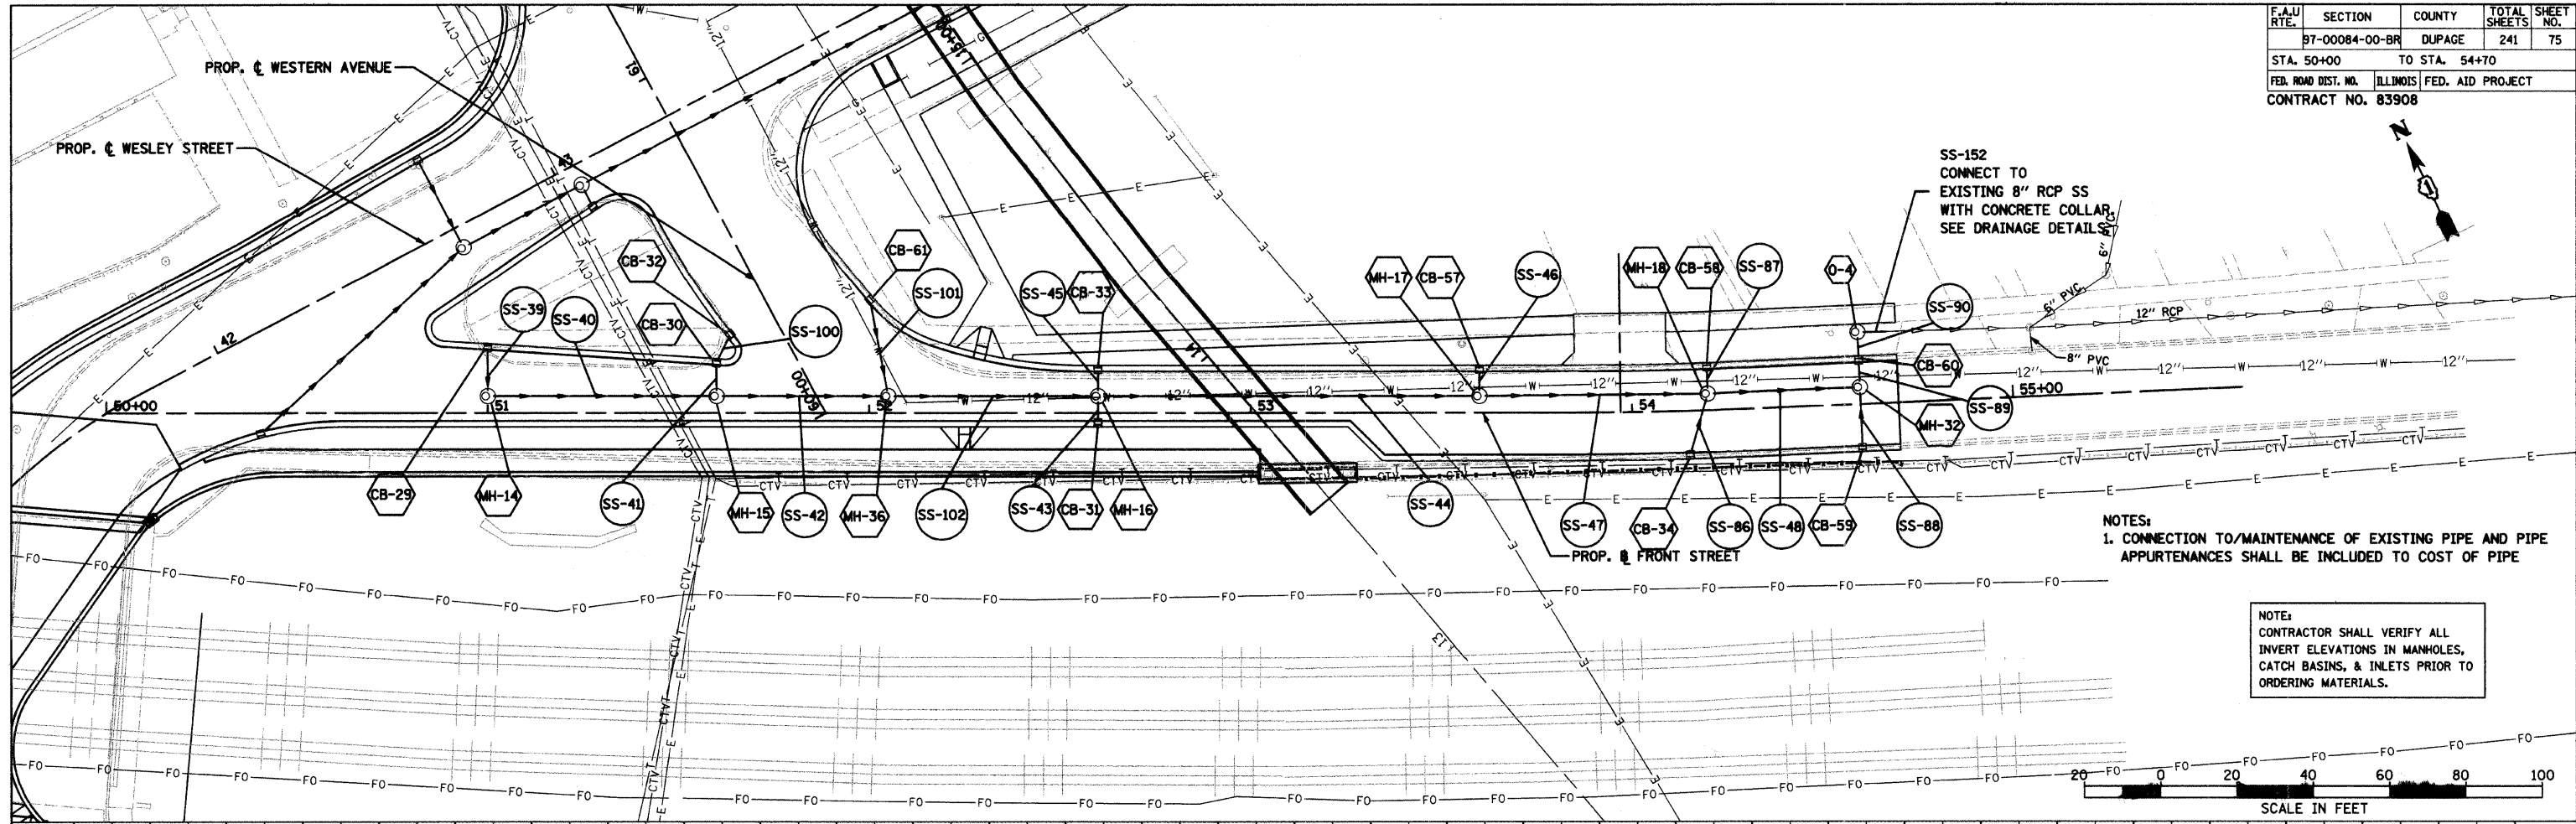 F.A.U RTE. SECTION COUNTY TOTAL SHEETS SHEET NO.
97-00084-00-BR DUPAGE 241 75
STA. 50+00 TO STA. 54+70
FED. ROAD DIST. NO. ILLINOIS FED. AID PROJECT
CONTRACT NO. 83908
N
PROP. ℄ WESTERN AVENUE
PROP. ℄ WESLEY STREET
SS-152
CONNECT TO
EXISTING 8" RCP SS
WITH CONCRETE COLLAR.
SEE DRAINAGE DETAILS
61
43
42
15+00
14
13
60+00
50+00
51
52
53
54
55+00
CB-32
CB-61
SS-39
SS-40
CB-30
SS-100
SS-101
SS-45
CB-33
MH-17
CB-57
SS-46
MH-18
CB-58
SS-87
O-4
SS-90
6" PVC
6" PVC
12" RCP
8" PVC
CB-60
SS-89
MH-32
CB-29
MH-14
SS-41
MH-15
SS-42
MH-36
SS-102
SS-43
CB-31
MH-16
SS-44
SS-47
CB-34
SS-86
SS-48
CB-59
SS-88
PROP. ⅊ FRONT STREET
NOTES:
1. CONNECTION TO/MAINTENANCE OF EXISTING PIPE AND PIPE
APPURTENANCES SHALL BE INCLUDED TO COST OF PIPE
NOTE:
CONTRACTOR SHALL VERIFY ALL
INVERT ELEVATIONS IN MANHOLES,
CATCH BASINS, & INLETS PRIOR TO
ORDERING MATERIALS.
20 0 20 40 60 80 100
SCALE IN FEET